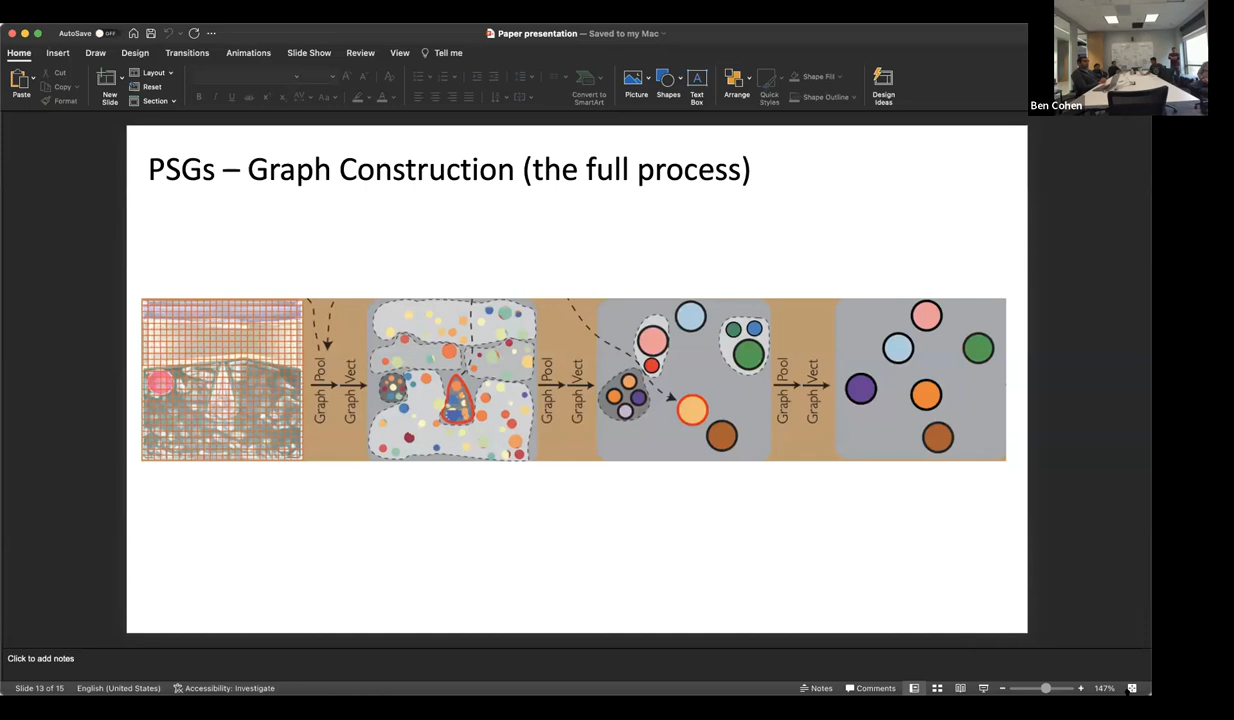 AutoSave OFF
Paper presentation — Saved to my Mac
Home Insert Draw Design Transitions Animations Slide Show Review View Tell me
Paste
Cut
Copy
Format
New Slide
Layout
Reset
Section
Convert to SmartArt
Picture
Shapes
Text Box
Arrange
Quick Styles
Shape Fill
Shape Outline
Design Ideas
Ben Cohen
PSGs – Graph Construction (the full process)
Graph Pool
Graph Vect
Graph Pool
Graph Vect
Graph Pool
Graph Vect
Click to add notes
Slide 13 of 15 English (United States) Accessibility: Investigate Notes Comments 147%